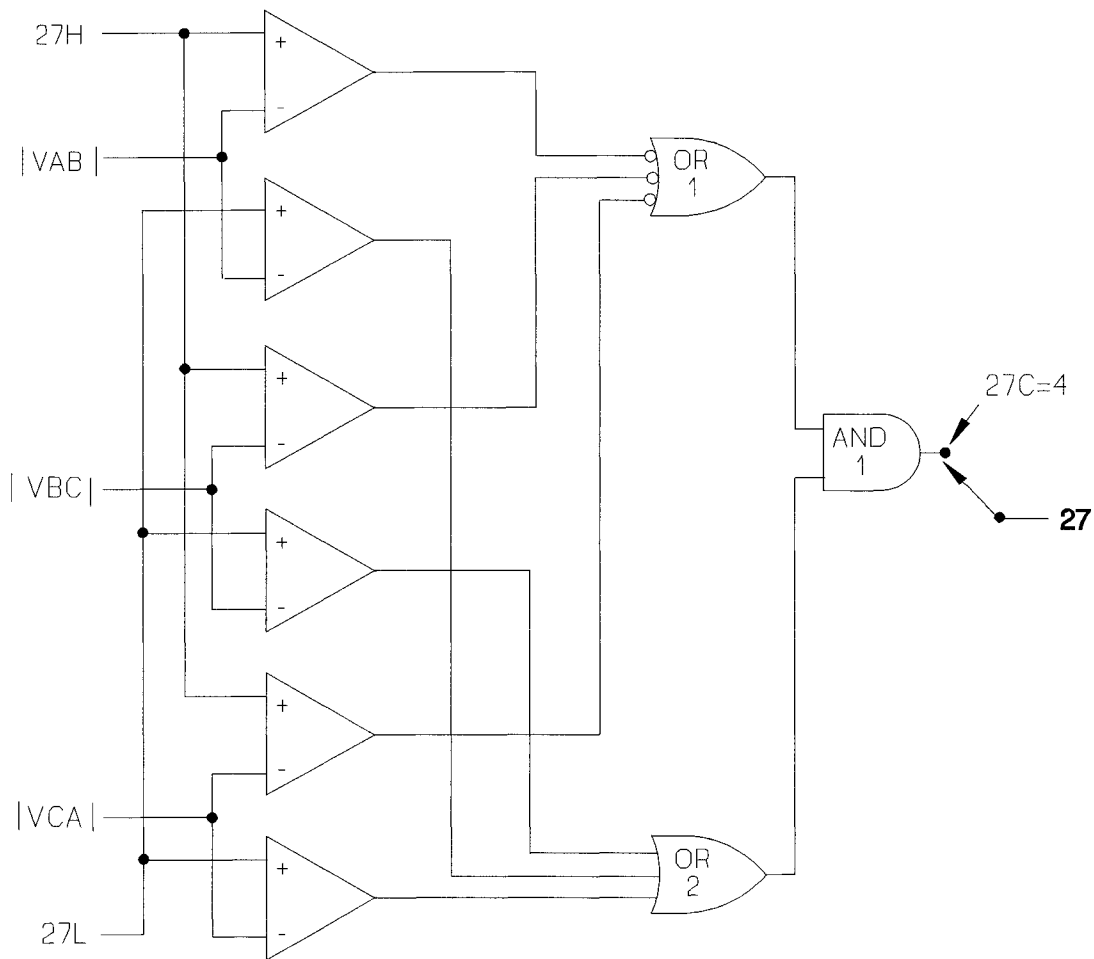 27H
+
-
|VAB|
+
-
OR
1
+
-
27C=4
AND
1
|VBC|
27
+
-
+
-
|VCA|
+
-
OR
2
27L